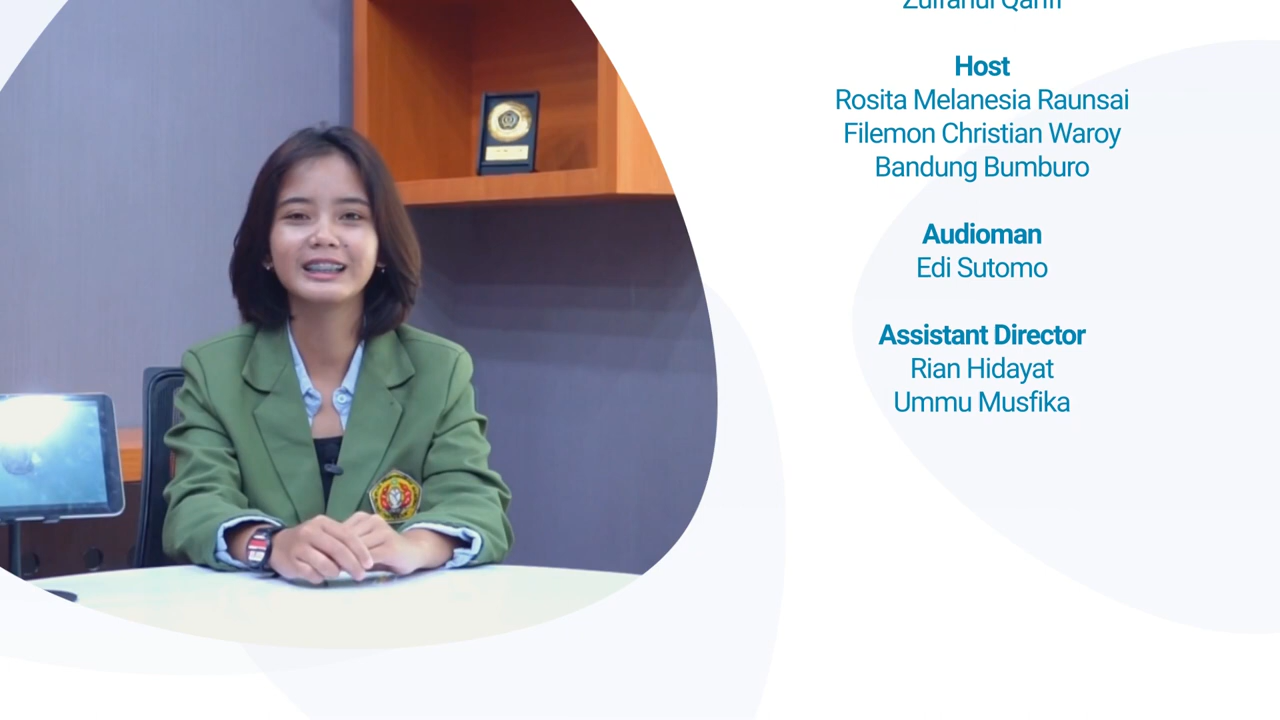 Host
Rosita Melanesia Raunsai
Filemon Christian Waroy
Bandung Bumburo
Audioman
Edi Sutomo
Assistant Director
Rian Hidayat
Ummu Musfika